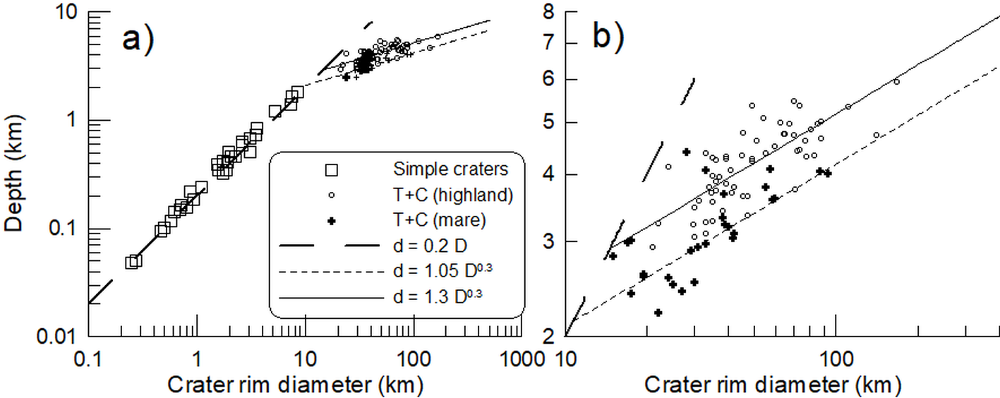 a)
10
1
0.1
0.01
Depth (km)
0.1 1 10 100 1000
Crater rim diameter (km)
Simple craters
T+C (highland)
T+C (mare)
d = 0.2 D
d = 1.05 D^0.3
d = 1.3 D^0.3
b)
8
7
6
5
4
3
2
10 100
Crater rim diameter (km)